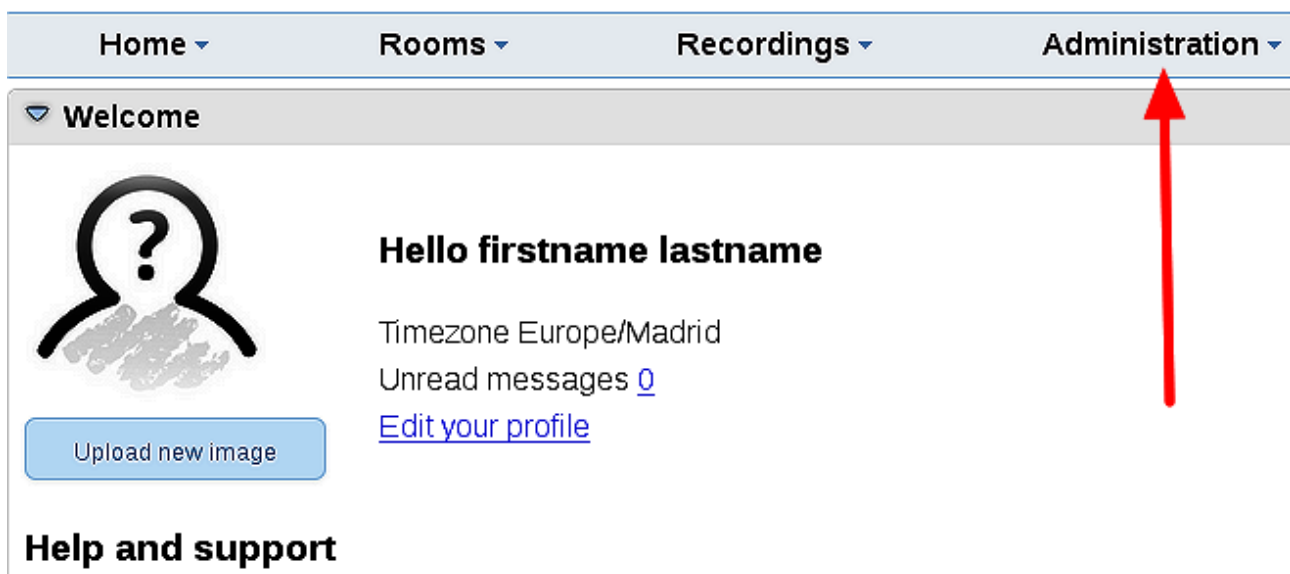 Home Rooms Recordings Administration
Welcome
?
Hello firstname lastname
Timezone Europe/Madrid
Unread messages 0
Edit your profile
Upload new image
Help and support